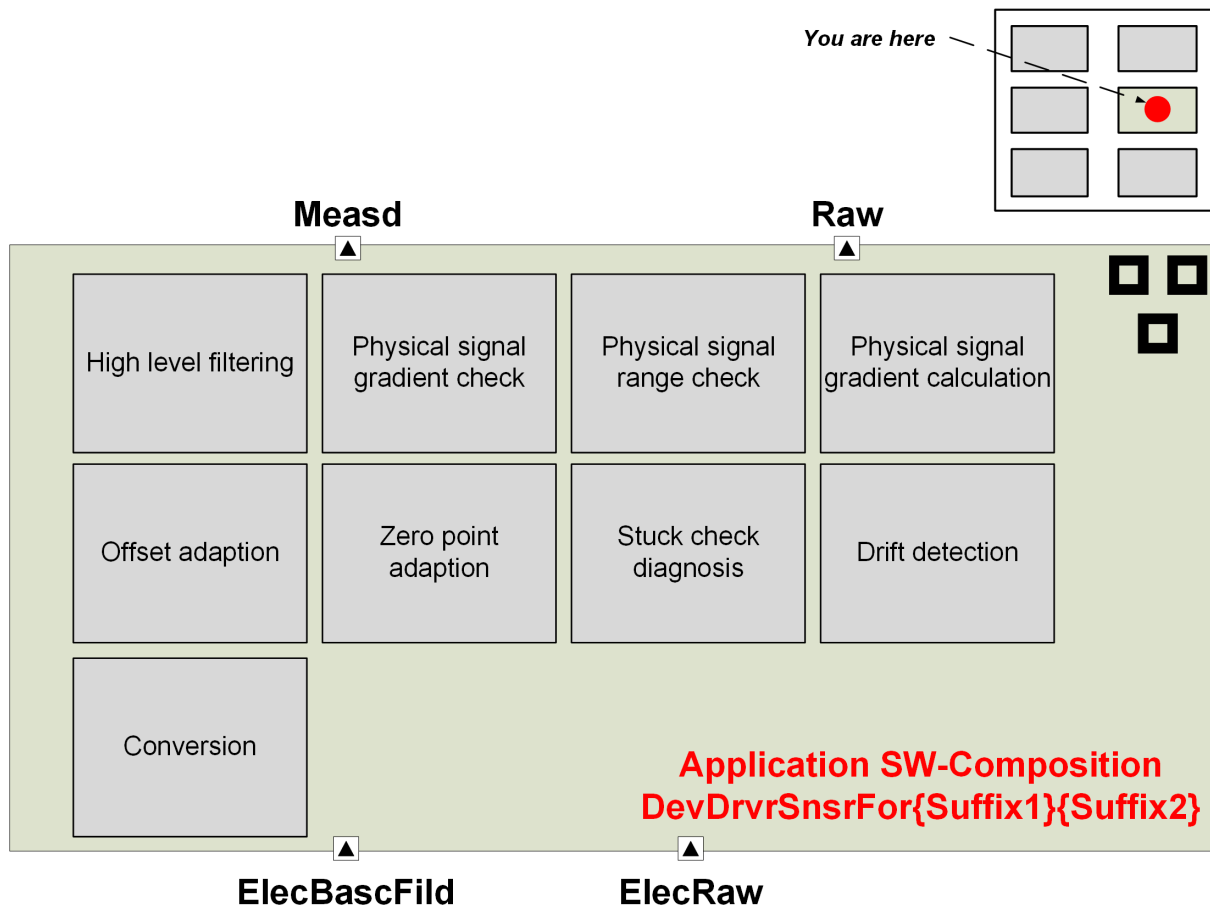 You are here
Measd
Raw
High level filtering
Physical signal
gradient check
Physical signal
range check
Physical signal
gradient calculation
Offset adaption
Zero point
adaption
Stuck check
diagnosis
Drift detection
Conversion
Application SW-Composition
DevDrvrSnsrFor{Suffix1}{Suffix2}
ElecBascFild
ElecRaw